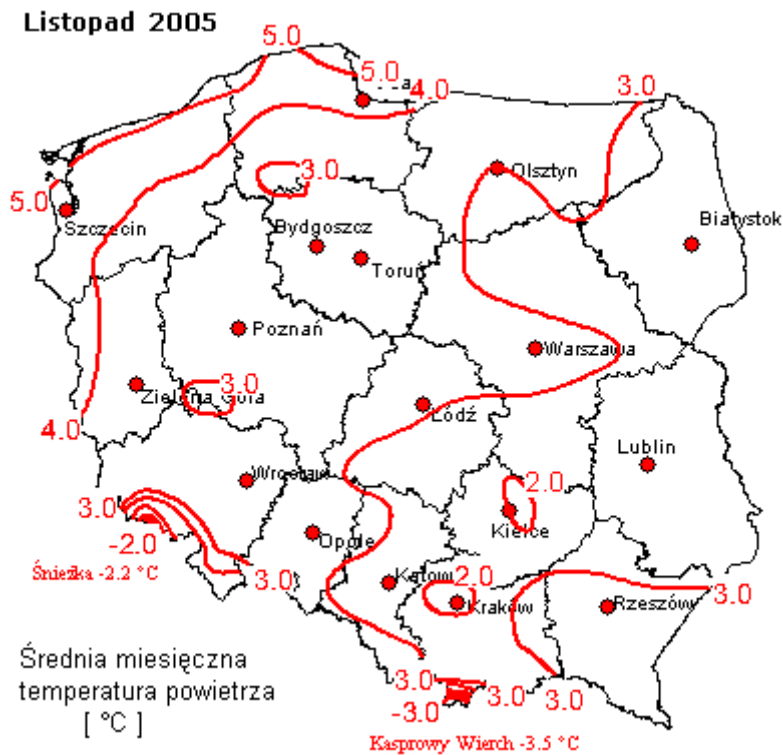 Listopad 2005
5.0
5.0
4.0
3.0
3.0
Olsztyn
5.0
Szczecin
Bydgoszcz
Białystok
Toruń
Poznań
Warszawa
3.0
Zielona Góra
4.0
Łódź
Lublin
Wrocław
2.0
3.0
Kielce
-2.0
Opole
Śnieżka -2.2 °C
3.0
Katowi
2.0
Kraków
Rzeszów
3.0
Średnia miesięczna
temperatura powietrza
[ °C ]
3.0
3.0
3.0
-3.0
Kasprowy Wierch -3.5 °C